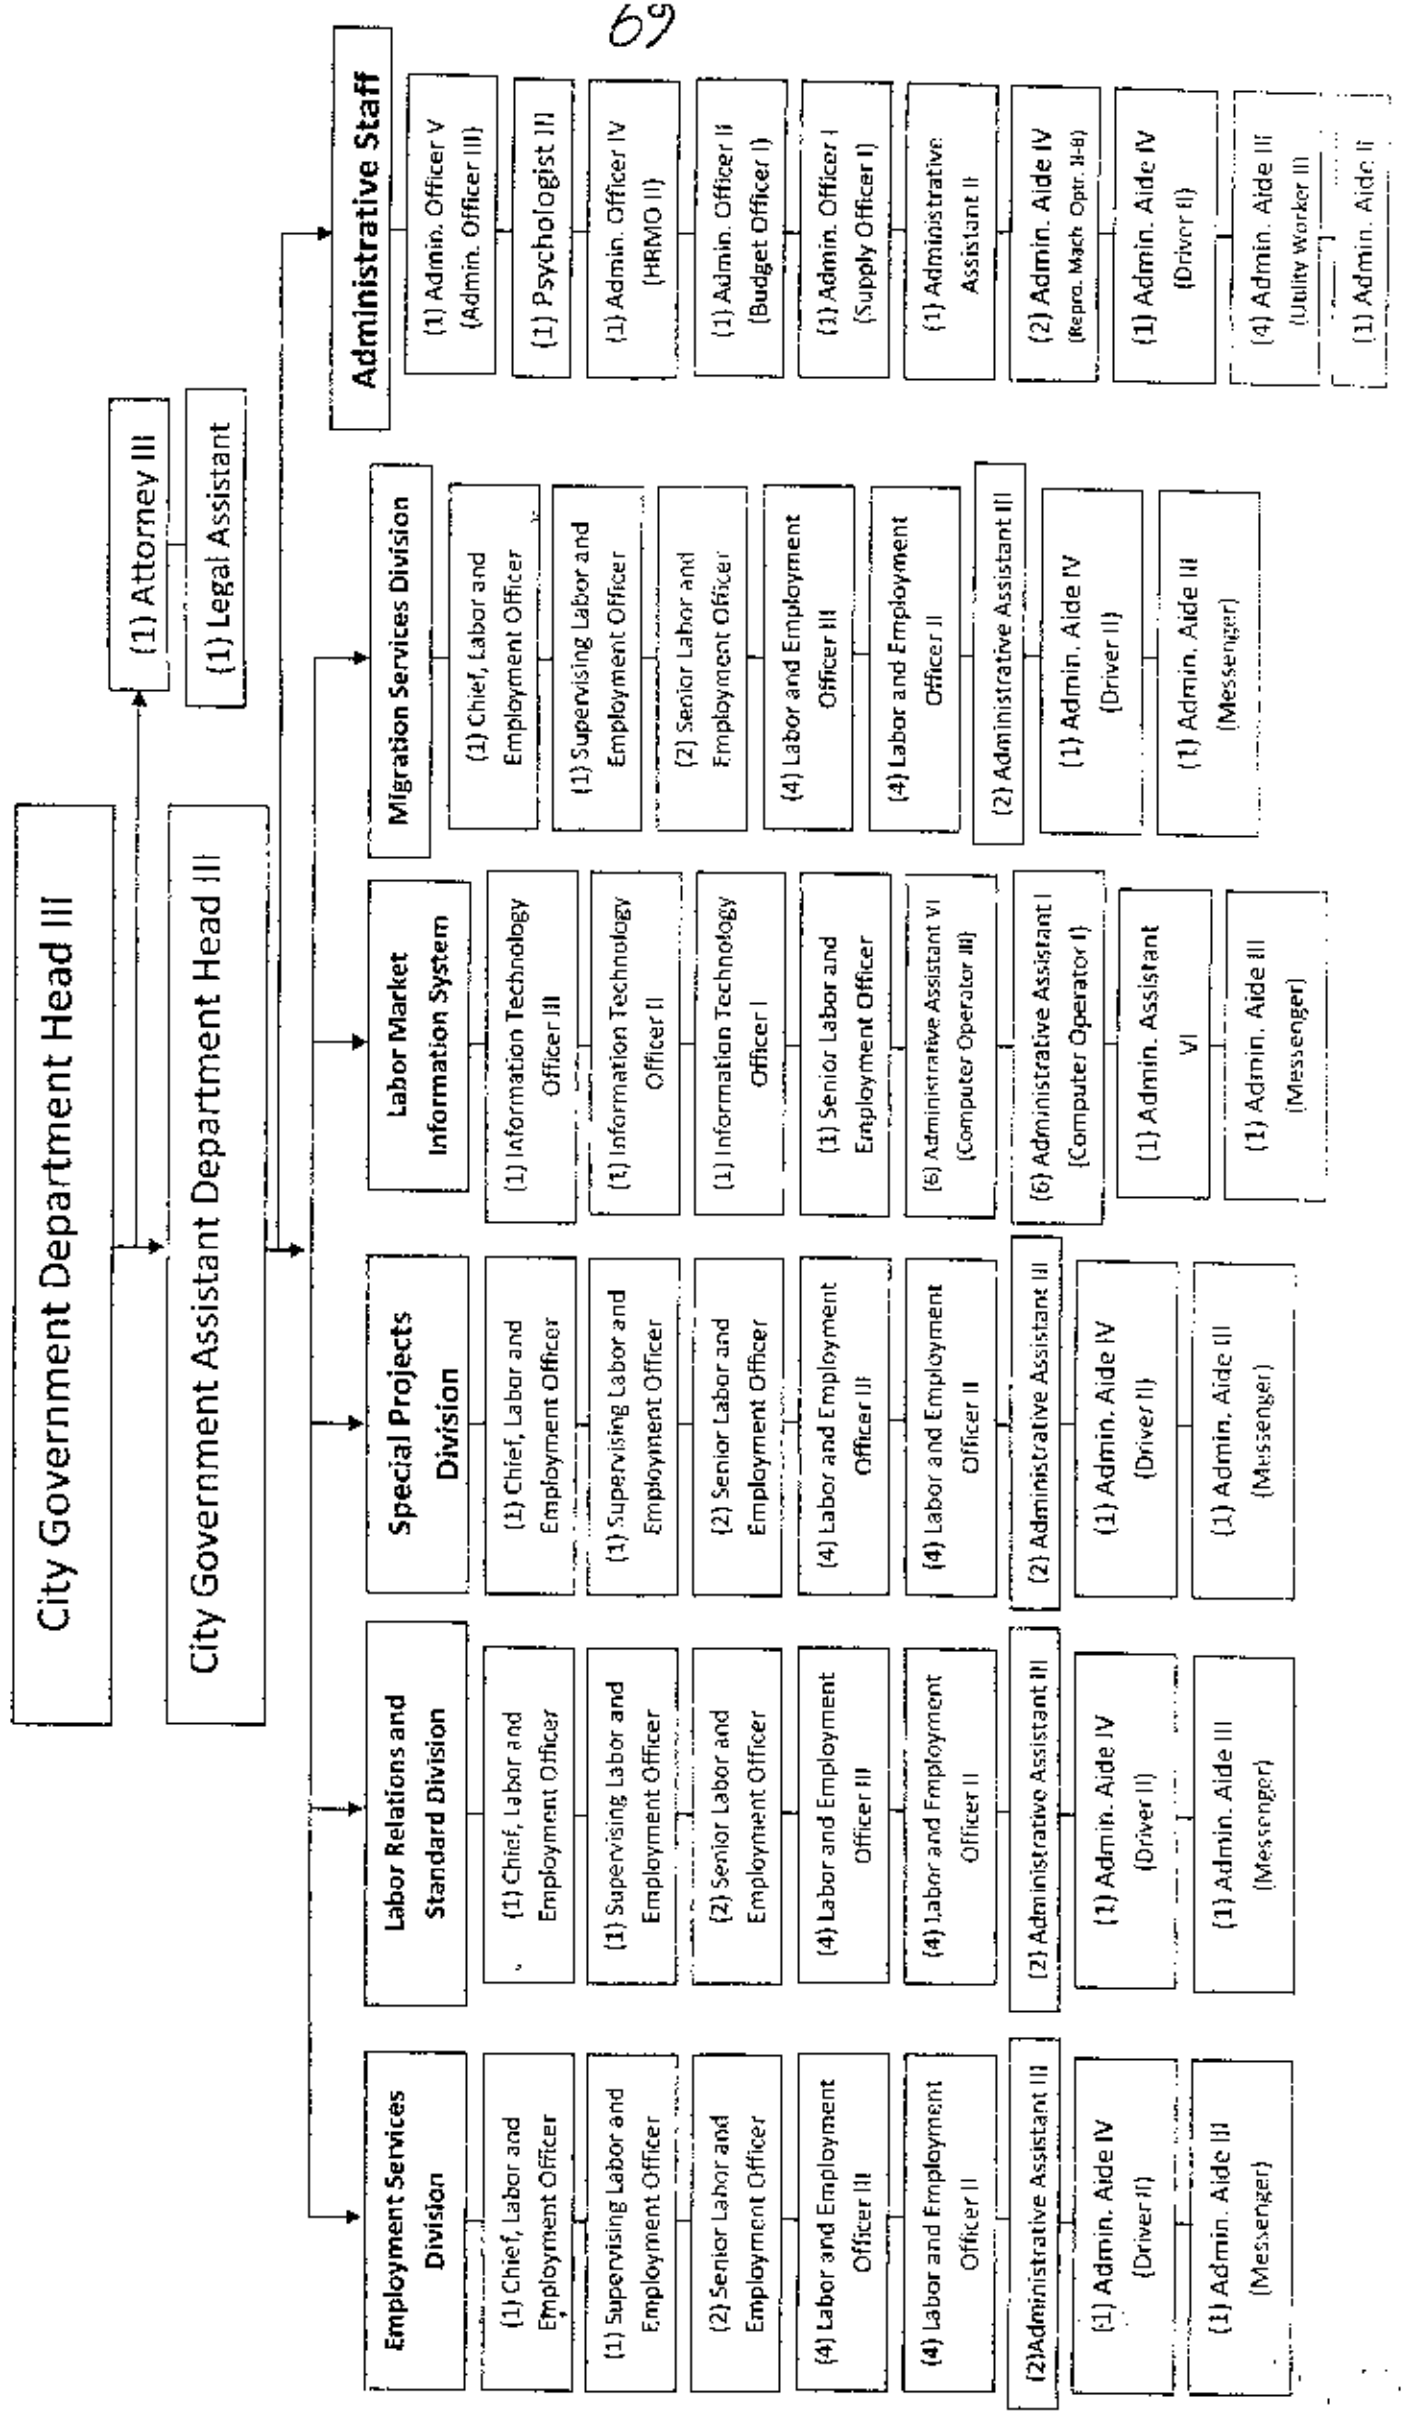 69
City Government Department Head III
(1) Attorney III
(1) Legal Assistant
City Government Assistant Department Head III
Employment Services
Division
(1) Chief, Labor and
Employment Officer
(1) Supervising Labor and
Employment Officer
(2) Senior Labor and
Employment Officer
(4) Labor and Employment
Officer III
(4) Labor and Employment
Officer II
(2)Administrative Assistant III
(1) Admin. Aide IV
(Driver II)
(1) Admin. Aide III
(Messenger)
Labor Relations and
Standard Division
(1) Chief, Labor and
Employment Officer
(1) Supervising Labor and
Employment Officer
(2) Senior Labor and
Employment Officer
(4) Labor and Employment
Officer III
(4) Labor and Employment
Officer II
(2) Administrative Assistant III
(1) Admin. Aide IV
(Driver II)
(1) Admin. Aide III
(Messenger)
Special Projects
Division
(1) Chief, Labor and
Employment Officer
(1) Supervising Labor and
Employment Officer
(2) Senior Labor and
Employment Officer
(4) Labor and Employment
Officer III
(4) Labor and Employment
Officer II
(2) Administrative Assistant III
(1) Admin. Aide IV
(Driver II)
(1) Admin. Aide III
(Messenger)
Labor Market
Information System
(1) Information Technology
Officer III
(1) Information Technology
Officer II
(1) Information Technology
Officer I
(1) Senior Labor and
Employment Officer
(6) Administrative Assistant VI
(Computer Operator III)
(6) Administrative Assistant I
(Computer Operator I)
(1) Admin. Assistant
VI
(1) Admin. Aide III
(Messenger)
Migration Services Division
(1) Chief, Labor and
Employment Officer
(1) Supervising Labor and
Employment Officer
(2) Senior Labor and
Employment Officer
(4) Labor and Employment
Officer III
(4) Labor and Employment
Officer II
(2) Administrative Assistant III
(1) Admin. Aide IV
(Driver II)
(1) Admin. Aide III
(Messenger)
Administrative Staff
(1) Admin. Officer V
(Admin. Officer III)
(1) Psychologist III
(1) Admin. Officer IV
(HRMO II)
(1) Admin. Officer II
(Budget Officer I)
(1) Admin. Officer I
(Supply Officer I)
(1) Administrative
Assistant II
(2) Admin. Aide IV
(Repro. Mach Optr. II-B)
(1) Admin. Aide IV
(Driver II)
(4) Admin. Aide III
(Utility Worker III
(1) Admin. Aide II